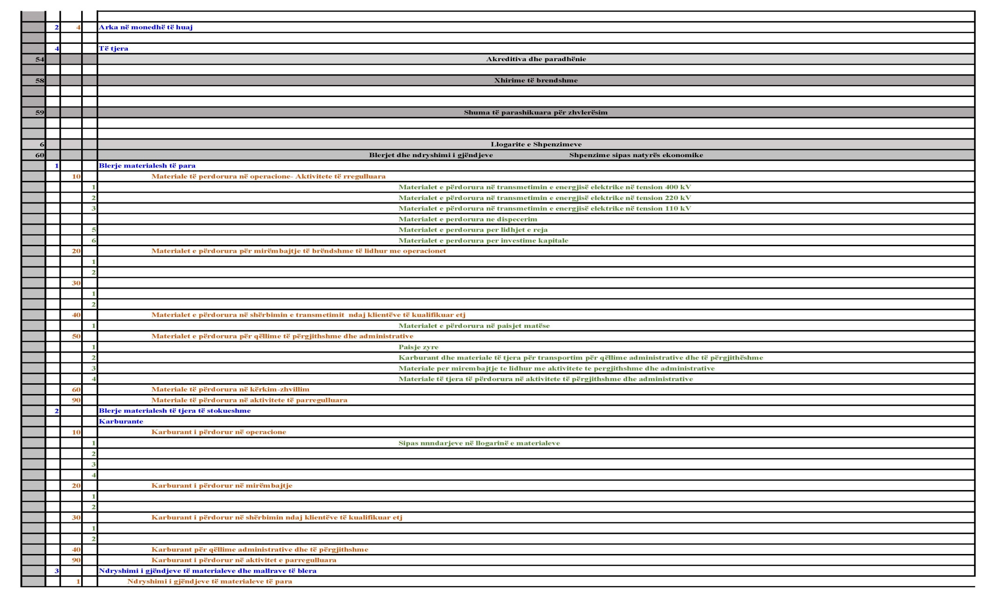 2 4 Arka në monedhë të huaj
4 Të tjera
54 Akreditiva dhe paradhënie
58 Xhirime të brendshme
59 Shuma të parashikuara për zhvlerësim
6 Llogarite e Shpenzimeve
60 Blerjet dhe ndryshimi i gjëndjeve Shpenzime sipas natyrës ekonomike
1 Blerje materialesh të para
10 Materiale të perdorura në operacione- Aktivitete të rregulluara
1 Materialet e përdorura në transmetimin e energjisë elektrike në tension 400 kV
2 Materialet e përdorura në transmetimin e energjisë elektrike në tension 220 kV
3 Materialet e përdorura në transmetimin e energjisë elektrike në tension 110 kV
Materialet e perdorura ne dispecerim
5 Materialet e perdorura per lidhjet e reja
6 Materialet e perdorura per investime kapitale
20 Materialet e përdorura për mirëmbajtje të brëndshme të lidhur me operacionet
1
2
30
1
2
40 Materialet e përdorura në shërbimin e transmetimit ndaj klientëve të kualifikuar etj
1 Materialet e përdorura në paisjet matëse
50 Materialet e përdorura për qëllime të përgjithshme dhe administrative
1 Paisje zyre
2 Karburant dhe materiale të tjera për transportim për qëllime administrative dhe të përgjithëshme
3 Materiale per mirembajtje te lidhur me aktivitete te pergjithshme dhe administrative
4 Materiale të tjera të përdorura në aktivitete të përgjithshme dhe administrative
60 Materiale të përdorura në kërkim-zhvillim
90 Materiale të përdorura në aktivitete të parregulluara
2 Blerje materialesh të tjera të stokueshme
Karburante
10 Karburant i përdorur në operacione
1 Sipas nnndarjeve në llogarinë e materialeve
2
3
4
20 Karburant i përdorur në mirëmbajtje
1
2
30 Karburant i përdorur në shërbimin ndaj klientëve të kualifikuar etj
1
2
40 Karburant për qëllime administrative dhe të përgjithshme
90 Karburant i përdorur në aktivitet e parregulluara
3 Ndryshimi i gjëndjeve të materialeve dhe mallrave të blera
1 Ndryshimi i gjëndjeve të materialeve të para